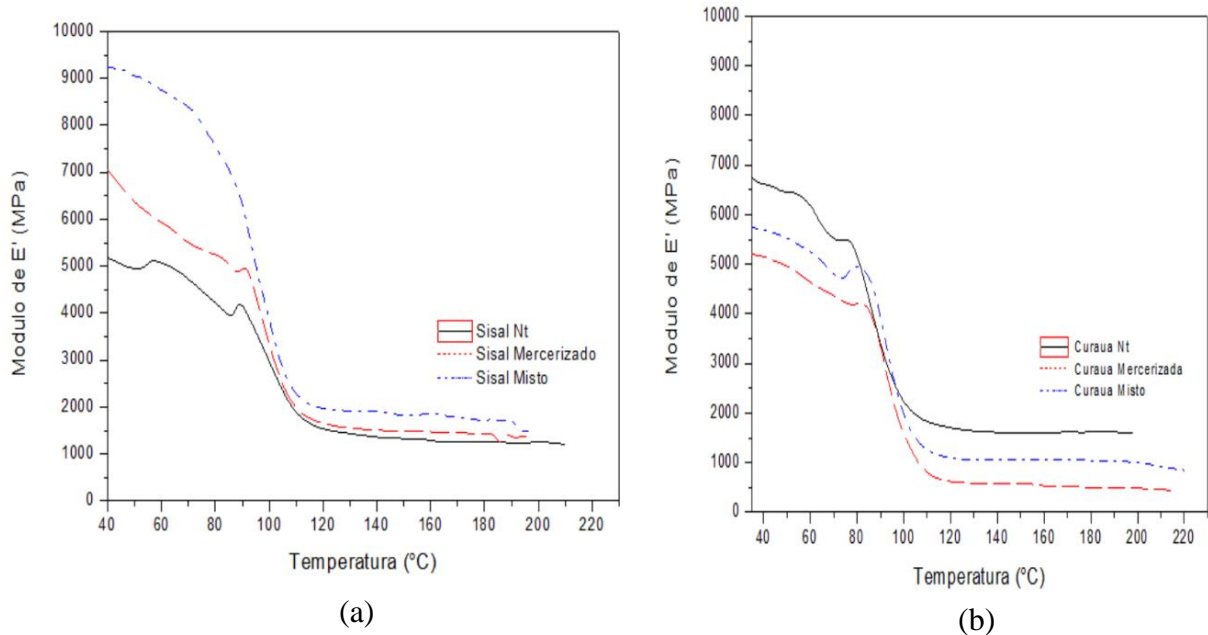 10000
9000
8000
7000
6000
5000
4000
3000
2000
1000
0
Modulo de E' (MPa)
Sisal Nt
Sisal Mercerizado
Sisal Misto
40 60 80 100 120 140 160 180 200 220
Temperatura (ºC)
(a)
10000
9000
8000
7000
6000
5000
4000
3000
2000
1000
0
Modulo de E' (MPa)
Curaua Nt
Curaua Mercerizada
Curaua Misto
40 60 80 100 120 140 160 180 200 220
Temperatura (ºC)
(b)